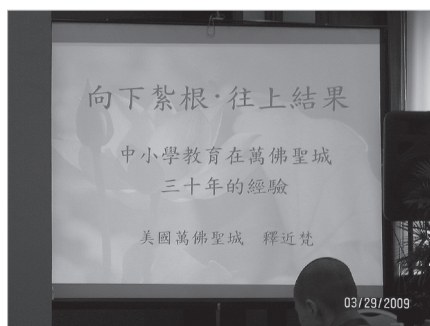 向下紮根·往上結果
中小學教育在萬佛聖城
三十年的經驗
美國萬佛聖城 釋近梵
03/29/2009